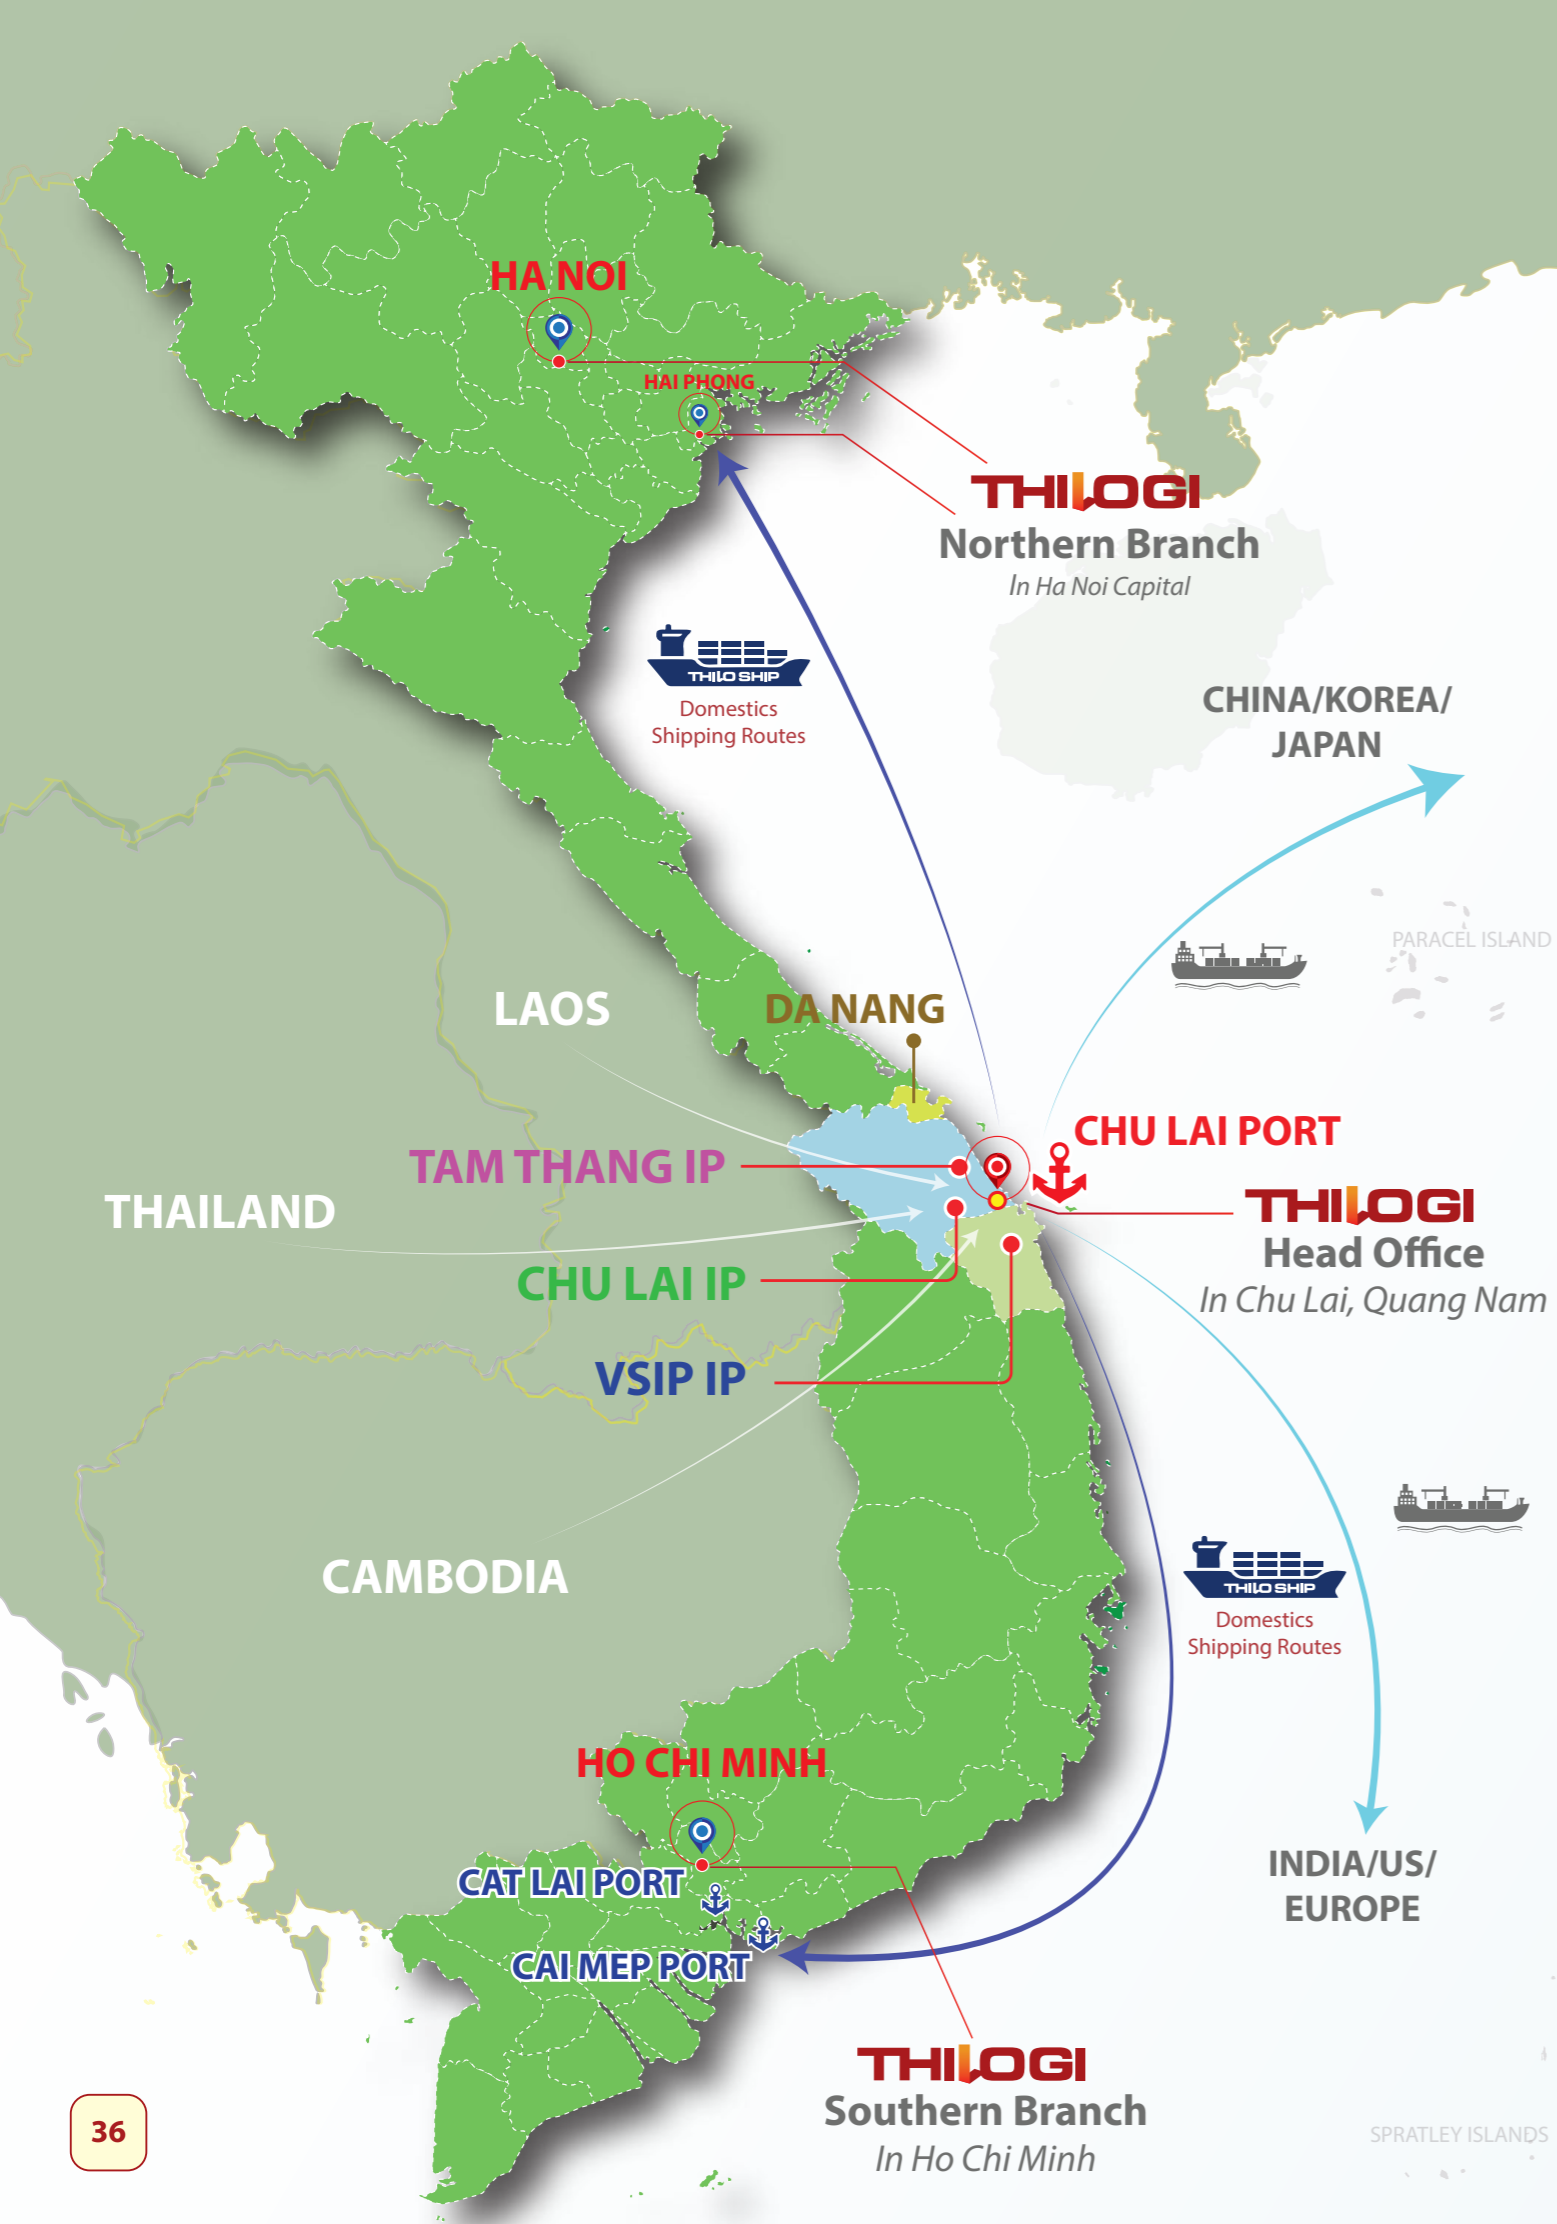 HA NOI
HAI PHONG
THILOGI
Northern Branch
In Ha Noi Capital
THILO SHIP
Domestics
Shipping Routes
CHINA/KOREA/
JAPAN
PARACEL ISLAND
LAOS
DA NANG
CHU LAI PORT
TAM THANG IP
THAILAND
THILOGI
Head Office
In Chu Lai, Quang Nam
CHU LAI IP
VSIP IP
CAMBODIA
THILO SHIP
Domestics
Shipping Routes
HO CHI MINH
CAT LAI PORT
INDIA/US/
EUROPE
CAI MEP PORT
THILOGI
Southern Branch
In Ho Chi Minh
36
SPRATLEY ISLANDS